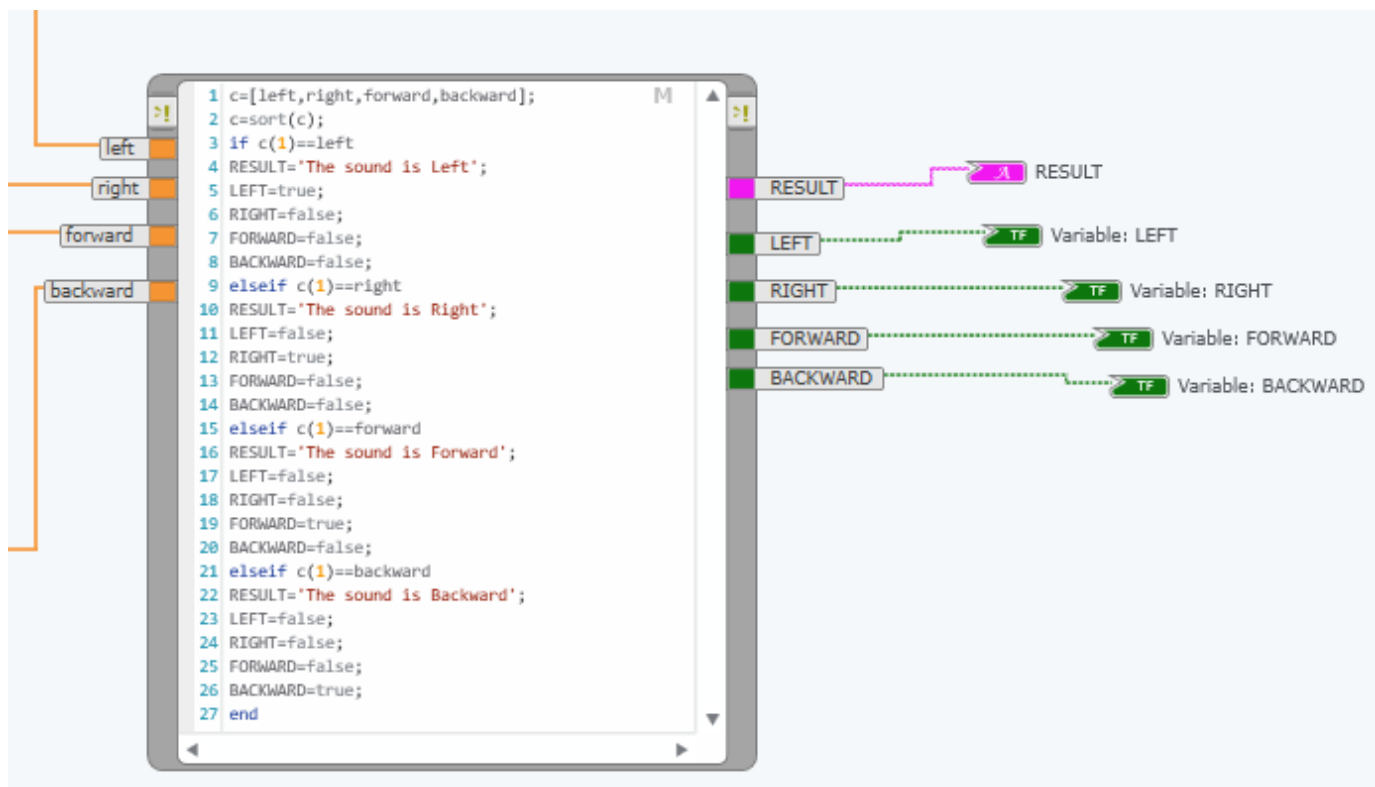 1 c=[left,right,forward,backward];
M
2 c=sort(c);
3 if c(1)==left
4 RESULT='The sound is Left';
5 LEFT=true;
6 RIGHT=false;
7 FORWARD=false;
8 BACKWARD=false;
9 elseif c(1)==right
10 RESULT='The sound is Right';
11 LEFT=false;
12 RIGHT=true;
13 FORWARD=false;
14 BACKWARD=false;
15 elseif c(1)==forward
16 RESULT='The sound is Forward';
17 LEFT=false;
18 RIGHT=false;
19 FORWARD=true;
20 BACKWARD=false;
21 elseif c(1)==backward
22 RESULT='The sound is Backward';
23 LEFT=false;
24 RIGHT=false;
25 FORWARD=false;
26 BACKWARD=true;
27 end
left
right
forward
backward
RESULT
LEFT
RIGHT
FORWARD
BACKWARD
A RESULT
TF Variable: LEFT
TF Variable: RIGHT
TF Variable: FORWARD
TF Variable: BACKWARD